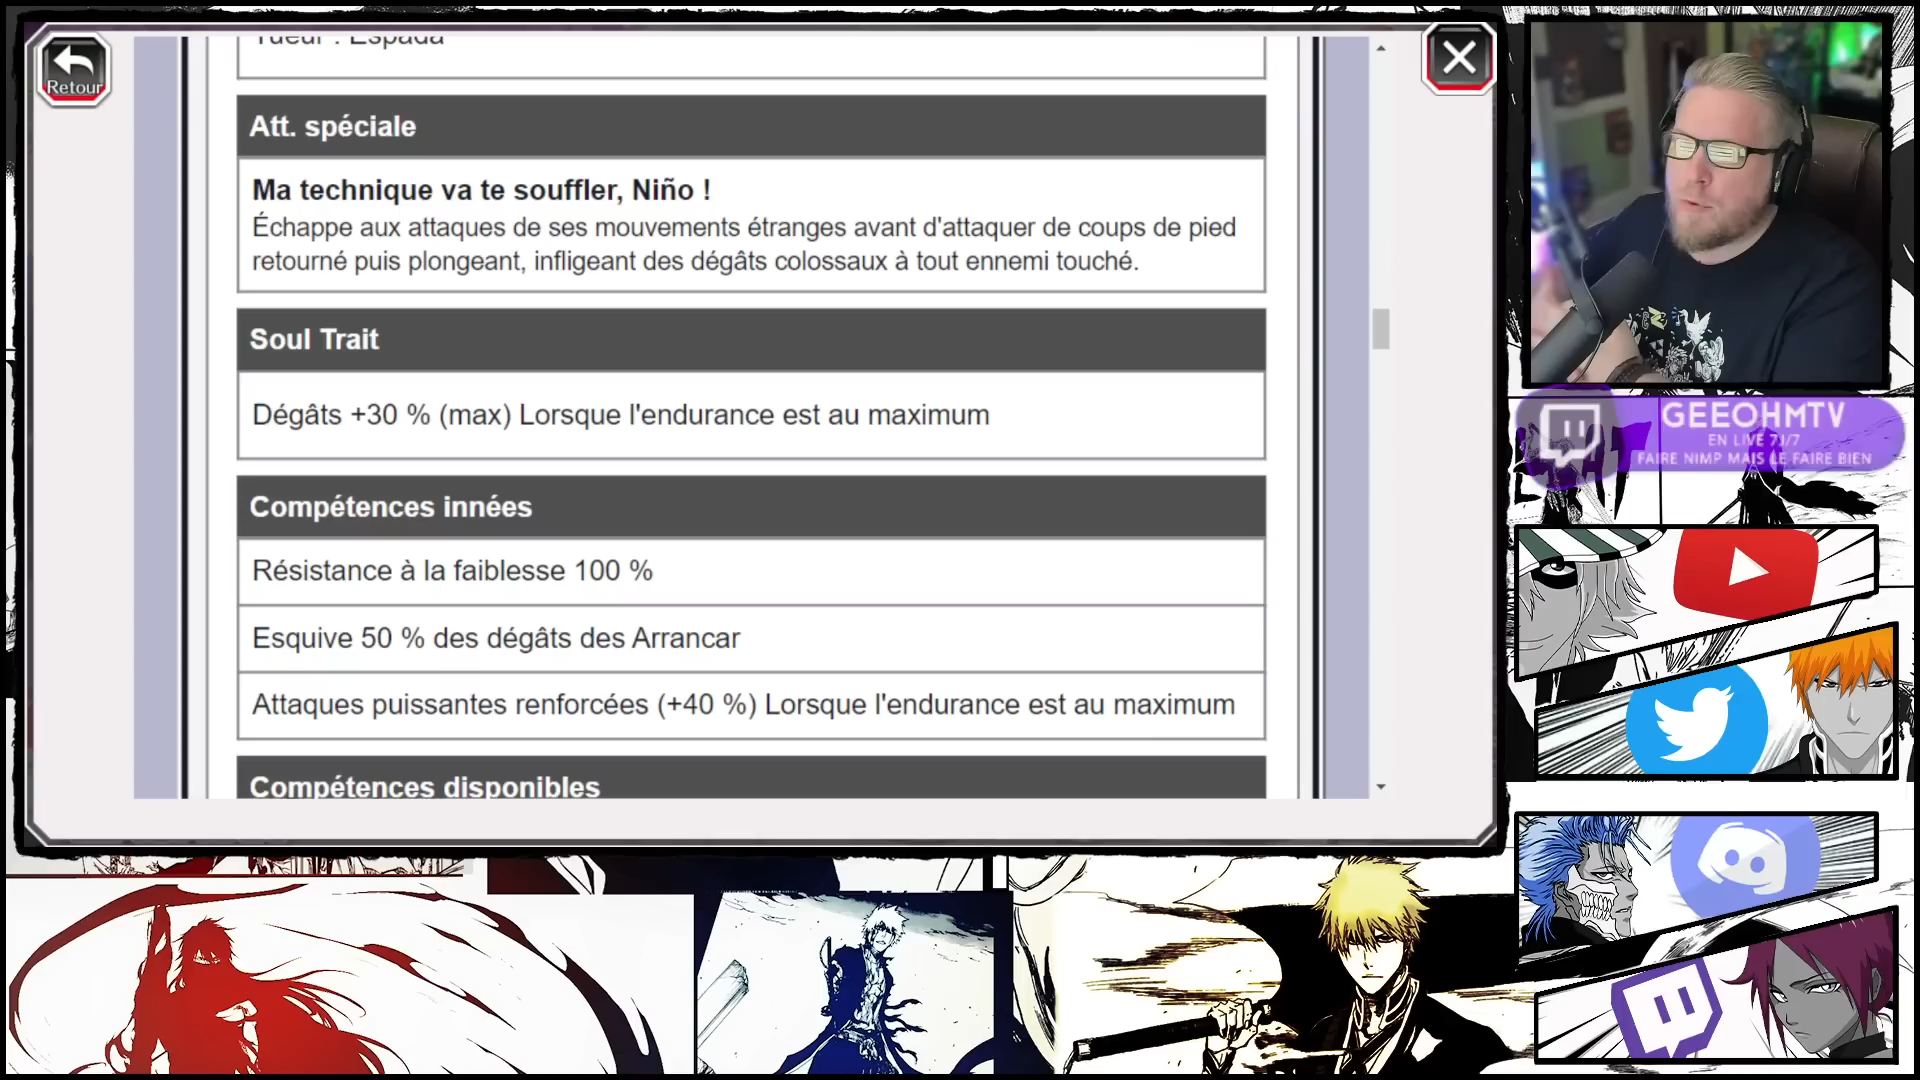 Retour
Tueur : Espada
Att. spéciale
Ma technique va te souffler, Niño !
Échappe aux attaques de ses mouvements étranges avant d'attaquer de coups de pied
retourné puis plongeant, infligeant des dégâts colossaux à tout ennemi touché.
Soul Trait
Dégâts +30 % (max) Lorsque l'endurance est au maximum
Compétences innées
Résistance à la faiblesse 100 %
Esquive 50 % des dégâts des Arrancar
Attaques puissantes renforcées (+40 %) Lorsque l'endurance est au maximum
Compétences disponibles
GEEOHMTV
EN LIVE 7J/7
FAIRE NIMP MAIS LE FAIRE BIEN